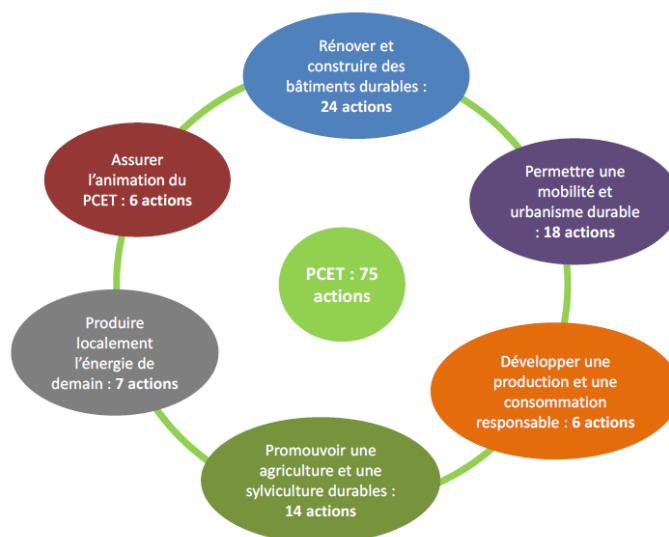 Rénover et
construire des
bâtiments durables :
24 actions
Permettre une
mobilité et
urbanisme durable
: 18 actions
Développer une
production et une
consommation
responsable : 6 actions
Promouvoir une
agriculture et une
sylviculture durables :
14 actions
Produire
localement
l’énergie de
demain : 7 actions
Assurer
l’animation du
PCET : 6 actions
PCET : 75
actions